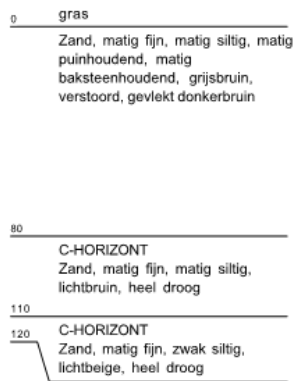 0 gras
Zand, matig fijn, matig siltig, matig
puinhoudend, matig
baksteenhoudend, grijsbruin,
verstoord, gevlekt donkerbruin
80
C-HORIZONT
Zand, matig fijn, matig siltig,
lichtbruin, heel droog
110
120 C-HORIZONT
Zand, matig fijn, zwak siltig,
lichtbeige, heel droog